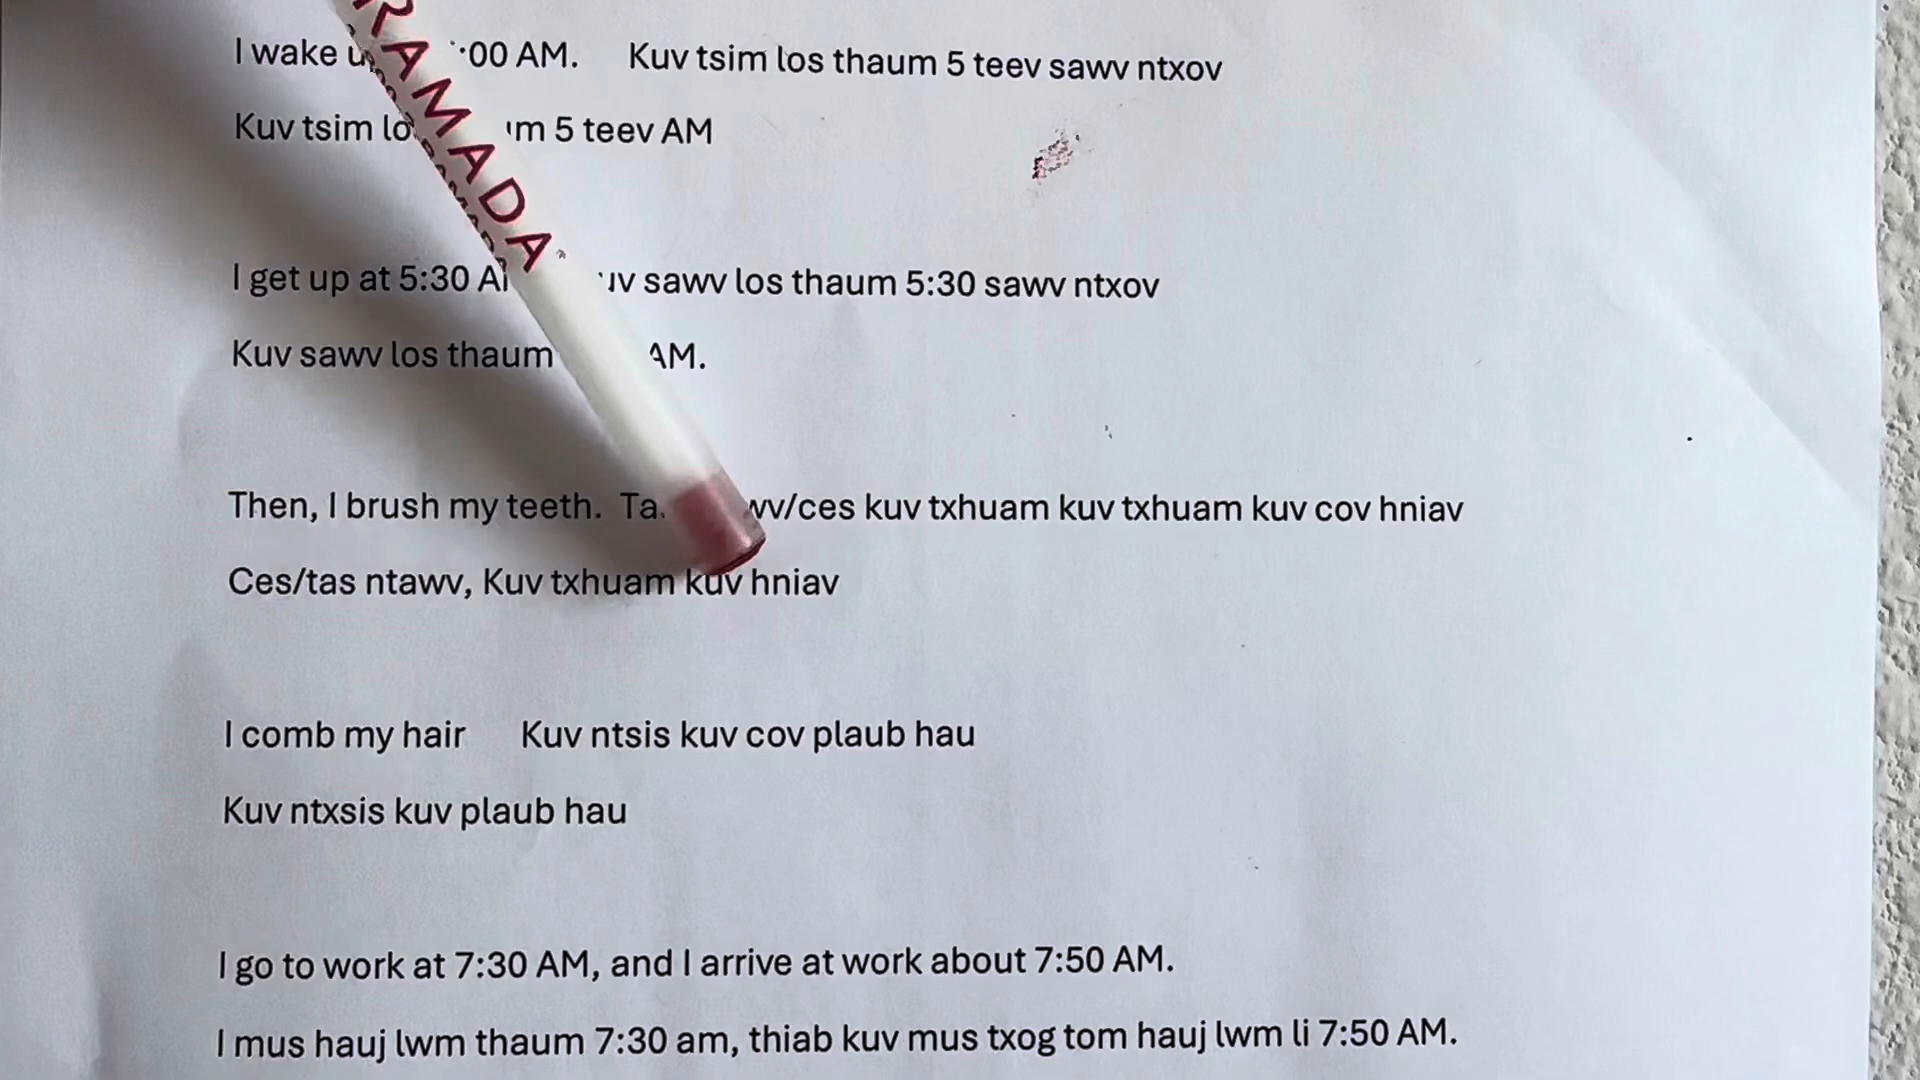 RAMADA
I wake :00 AM. Kuv tsim los thaum 5 teev sawv ntxov
Kuv tsim 5 teev AM
I get up at 5:30 sawv los thaum 5:30 sawv ntxov
Kuv sawv los thaum AM.
Then, I brush my teeth. /ces kuv txhuam kuv txhuam kuv cov hniav
Ces/tas ntawv, Kuv txhuam kuv hniav
I comb my hair Kuv ntsis kuv cov plaub hau
Kuv ntxsis kuv plaub hau
I go to work at 7:30 AM, and I arrive at work about 7:50 AM.
I mus hauj lwm thaum 7:30 am, thiab kuv mus txog tom hauj lwm li 7:50 AM.